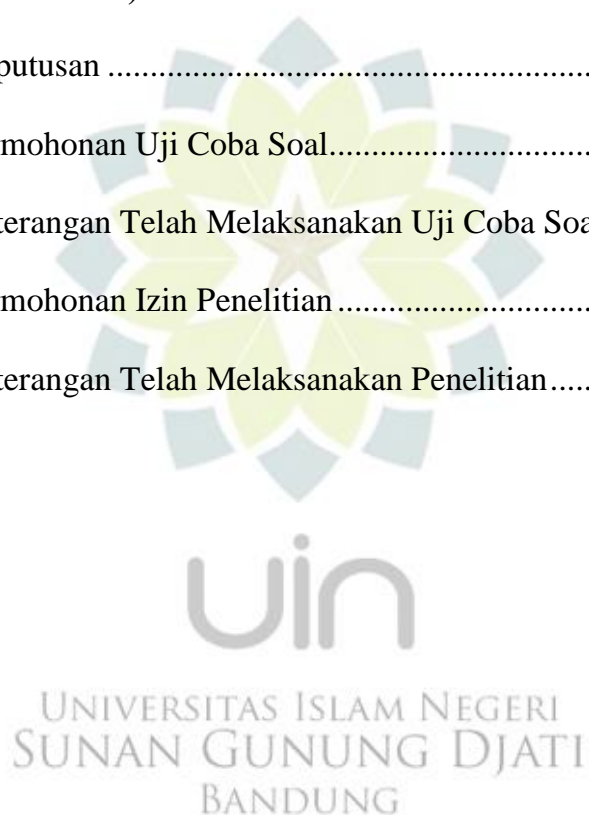 putusan ....................................................................
mohonan Uji Coba Soal.......................................
terangan Telah Melaksanakan Uji Coba Soa
mohonan Izin Penelitian ......................................
terangan Telah Melaksanakan Penelitian.....
uin
UNIVERSITAS ISLAM NEGERI
SUNAN GUNUNG DJATI
BANDUNG